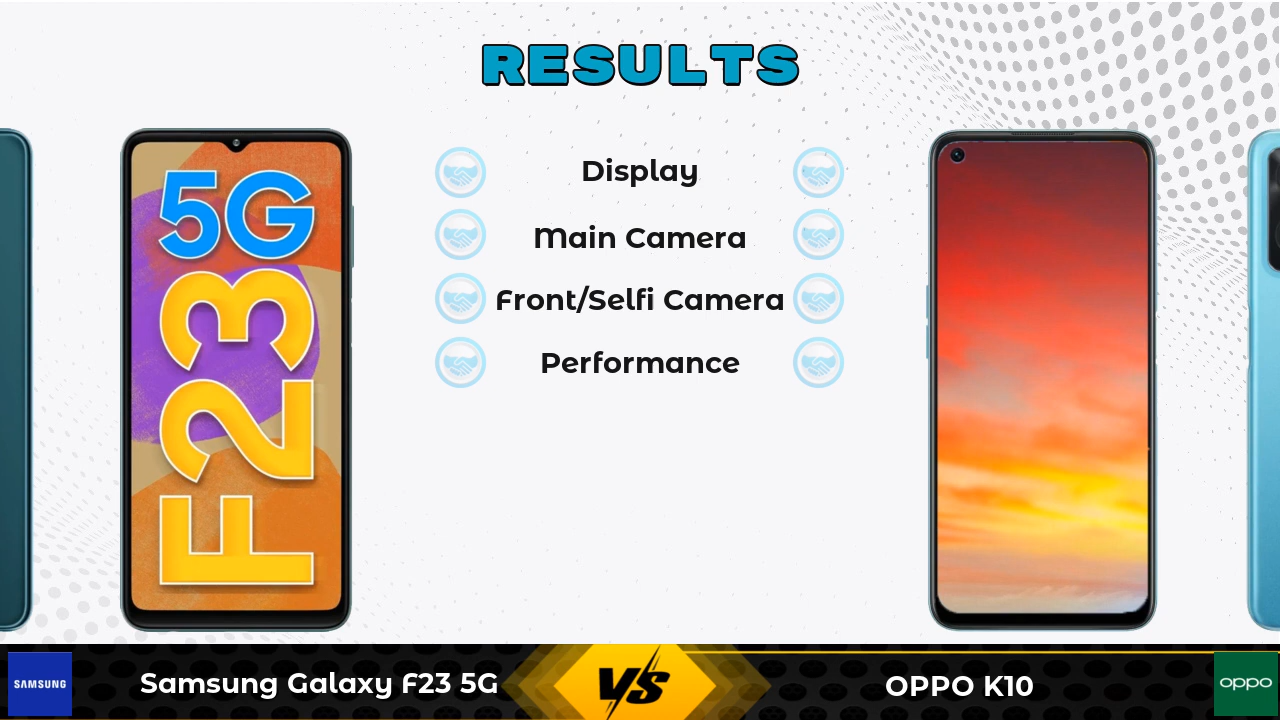 RESULTS
5G
F23
Display
Main Camera
Front/Selfi Camera
Performance
SAMSUNG
Samsung Galaxy F23 5G
VS
OPPO K10
oppo